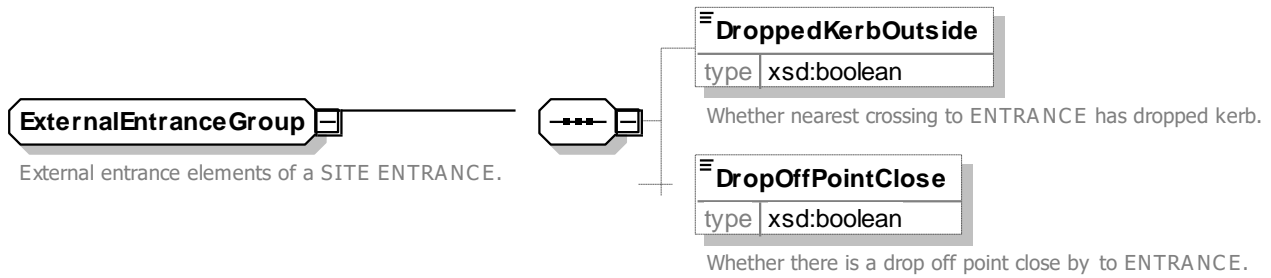 DroppedKerbOutside
type xsd:boolean
Whether nearest crossing to ENTRANCE has dropped kerb.
ExternalEntranceGroup
External entrance elements of a SITE ENTRANCE.
DropOffPointClose
type xsd:boolean
Whether there is a drop off point close by to ENTRANCE.